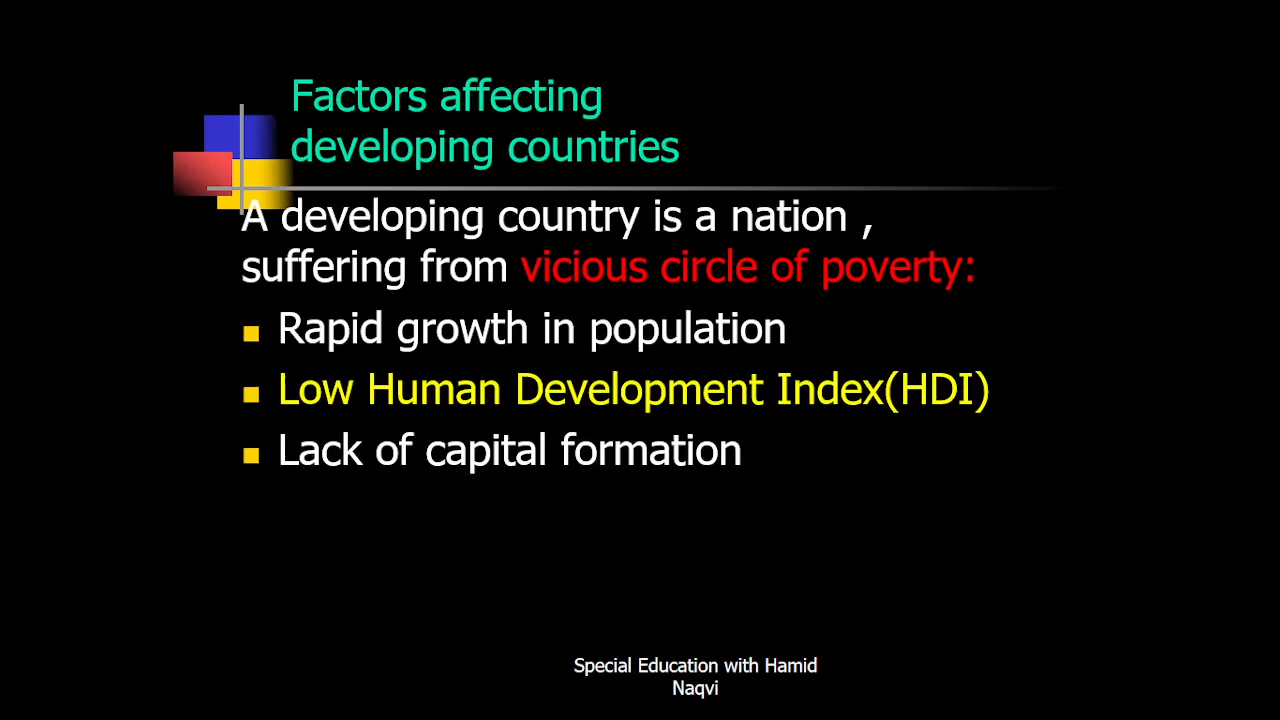 Factors affecting
developing countries
A developing country is a nation ,
suffering from vicious circle of poverty:
Rapid growth in population
Low Human Development Index(HDI)
Lack of capital formation
Special Education with Hamid
Naqvi